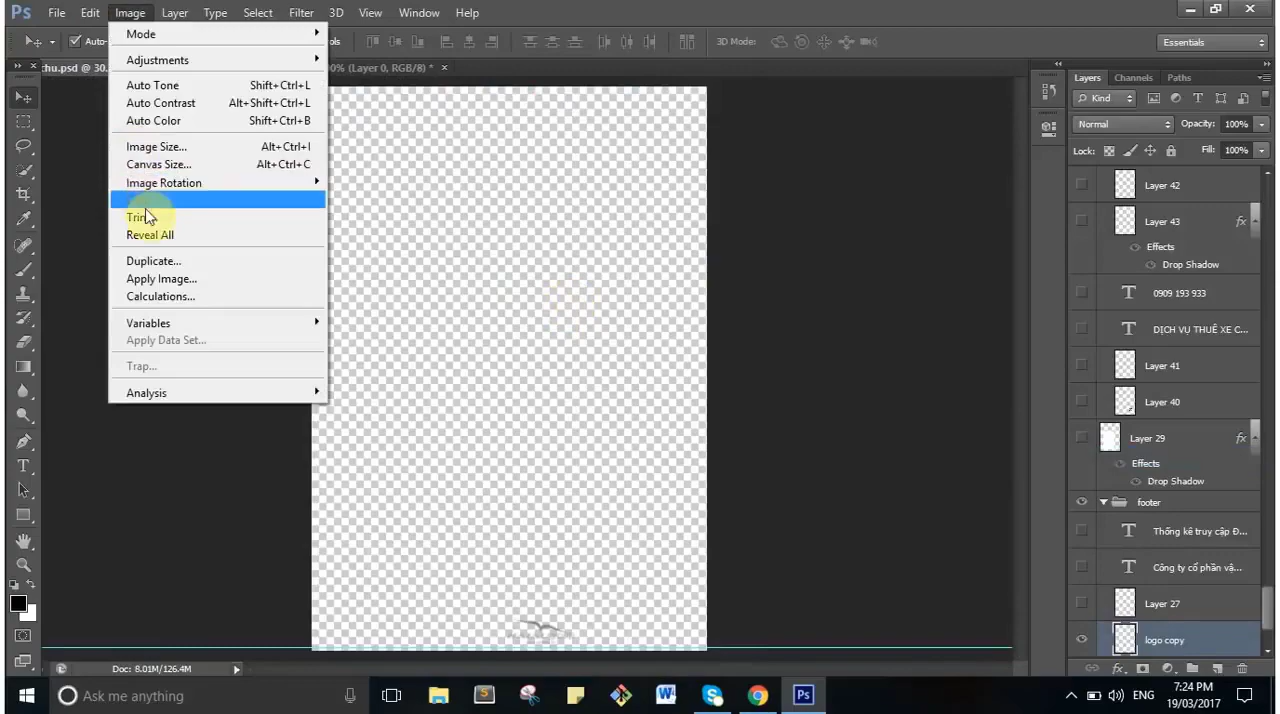 Ps File Edit Image Layer Type Select Filter 3D View Window Help
Auto- ols 3D Mode: Essentials
chu.psd @ 30. 0% (Layer 0, RGB/8) *
Mode
Adjustments
Auto Tone Shift+Ctrl+L
Auto Contrast Alt+Shift+Ctrl+L
Auto Color Shift+Ctrl+B
Image Size... Alt+Ctrl+I
Canvas Size... Alt+Ctrl+C
Image Rotation
Reveal All
Duplicate...
Apply Image...
Calculations...
Variables
Apply Data Set...
Trap...
Analysis
Layers Channels Paths
Kind
Normal Opacity: 100%
Lock: Fill: 100%
Layer 42
Layer 43 fx
Effects
Drop Shadow
0909 193 933
DỊCH VỤ THUÊ XE C...
Layer 41
Layer 40
Layer 29 fx
Effects
Drop Shadow
footer
Thống kê truy cập Đ...
Công ty cổ phần vậ...
Layer 27
logo copy
Doc: 8.01M/126.4M
Ask me anything
ENG
7:24 PM
19/03/2017